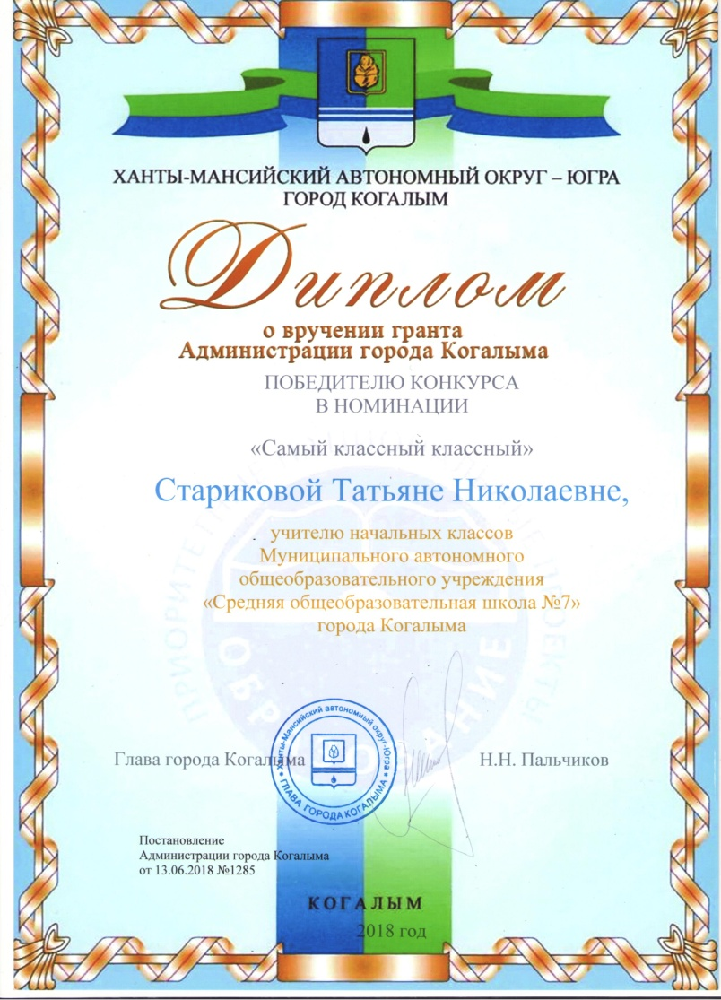 ХАНТЫ-МАНСИЙСКИЙ АВТОНОМНЫЙ ОКРУГ – ЮГРА
ГОРОД КОГАЛЫМ
Диплом
о вручении гранта
Администрации города Когалыма
ПОБЕДИТЕЛЮ КОНКУРСА
В НОМИНАЦИИ
«Самый классный классный»
Стариковой Татьяне Николаевне,
учителю начальных классов
Муниципального автономного
общеобразовательного учреждения
«Средняя общеобразовательная школа №7»
города Когалыма
ОБРАЗОВАНИЕ
Глава города Когалыма
Н.Н. Пальчиков
Ханты-Мансийский автономный округ-Югра
ГЛАВА ГОРОДА КОГАЛЫМА
Постановление
Администрации города Когалыма
от 13.06.2018 №1285
КОГАЛЫМ
2018 год